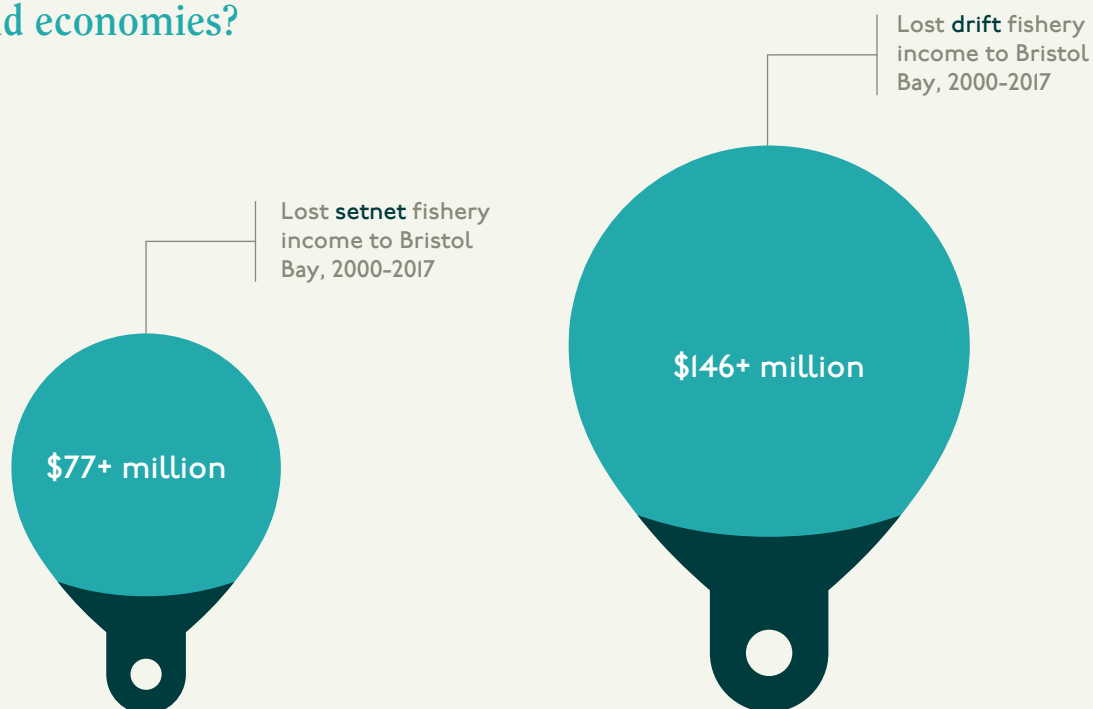 economies?
Lost drift fishery
income to Bristol
Bay, 2000-2017
Lost setnet fishery
income to Bristol
Bay, 2000-2017
$146+ million
$77+ million